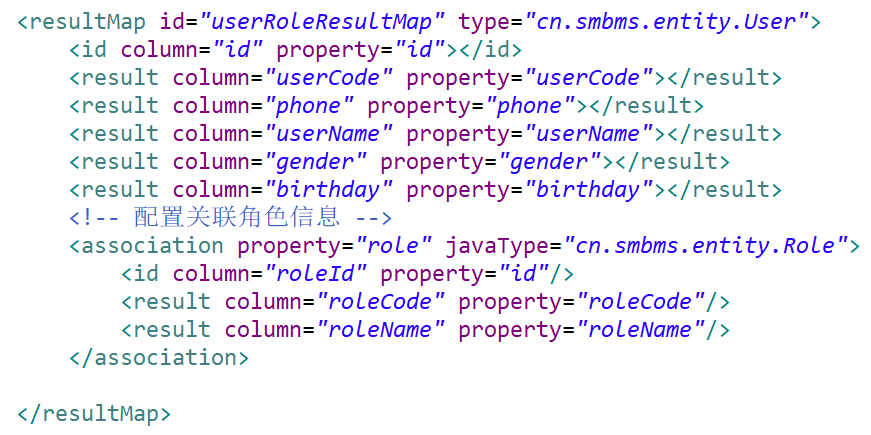 <resultMap id="userRoleResultMap" type="cn.smbms.entity.User">
<id column="id" property="id"></id>
<result column="userCode" property="userCode"></result>
<result column="phone" property="phone"></result>
<result column="userName" property="userName"></result>
<result column="gender" property="gender"></result>
<result column="birthday" property="birthday"></result>
<!-- 配置关联角色信息 -->
<association property="role" javaType="cn.smbms.entity.Role">
<id column="roleId" property="id"/>
<result column="roleCode" property="roleCode"/>
<result column="roleName" property="roleName"/>
</association>
</resultMap>